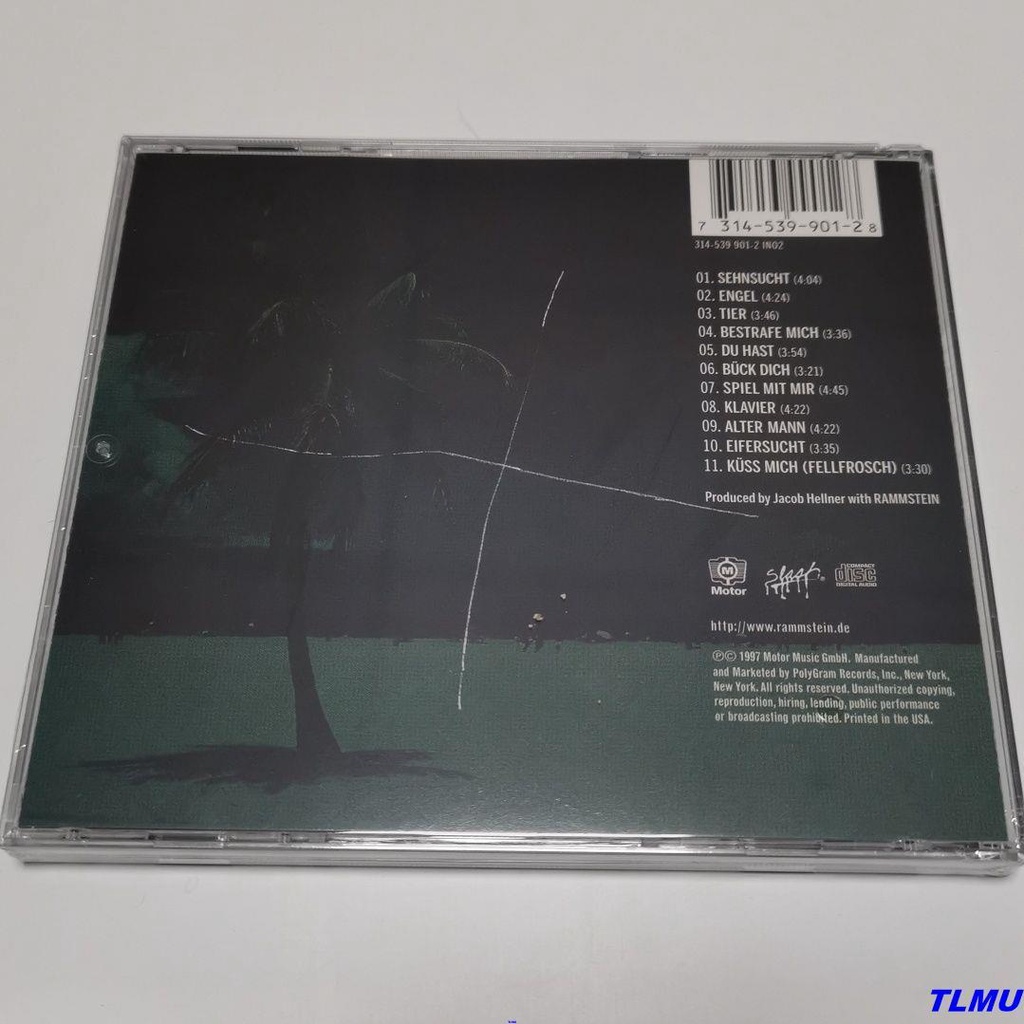 7 314-539-901-2 8
314-539 901-2 IN02
01. SEHNSUCHT (4:04)
02. ENGEL (4:24)
03. TIER (3:46)
04. BESTRAFE MICH (3:36)
05. DU HAST (3:54)
06. BÜCK DICH (3:21)
07. SPIEL MIT MIR (4:45)
08. KLAVIER (4:22)
09. ALTER MANN (4:22)
10. EIFERSUCHT (3:35)
11. KÜSS MICH (FELLFROSCH) (3:30)
Produced by Jacob Hellner with RAMMSTEIN
M
Motor
Slash
®
COMPACT
disc
DIGITAL AUDIO
http://www.rammstein.de
℗© 1997 Motor Music GmbH. Manufactured
and Marketed by PolyGram Records, Inc., New York,
New York. All rights reserved. Unauthorized copying,
reproduction, hiring, lending, public performance
or broadcasting prohibited. Printed in the USA.
TLMU